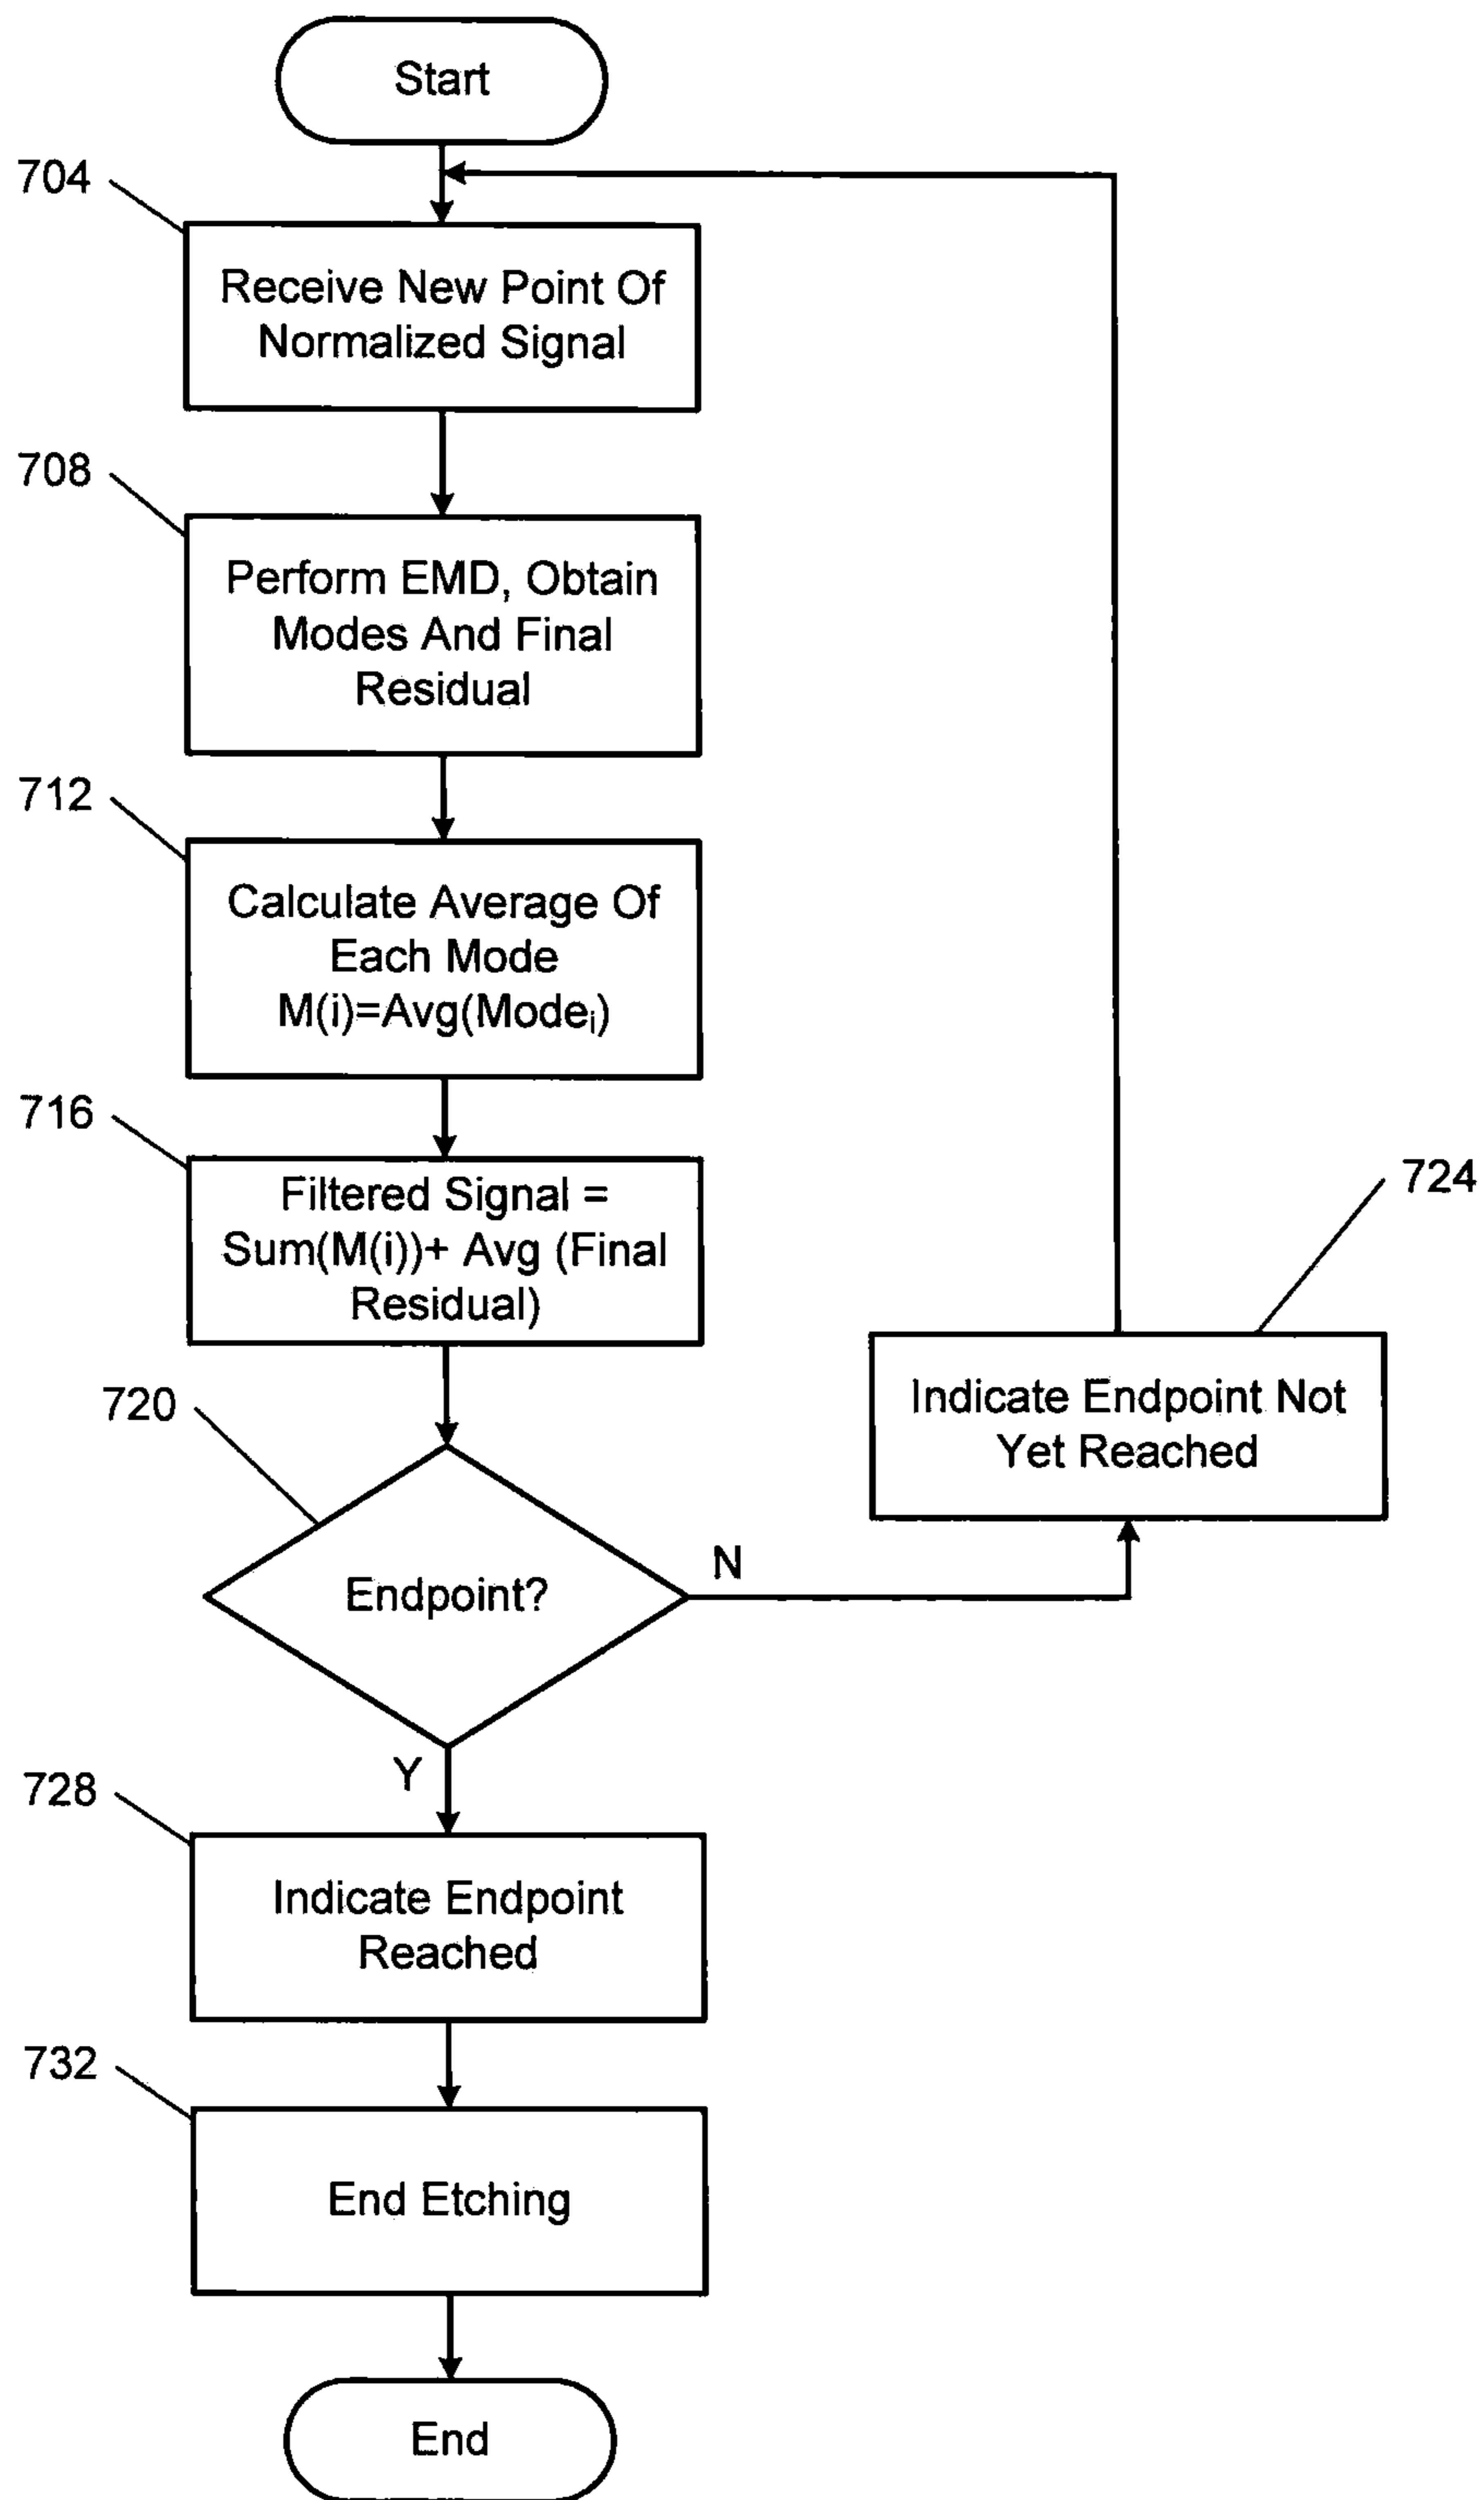 Start
704
Receive New Point Of
Normalized Signal
708
Perform EMD, Obtain
Modes And Final
Residual
712
Calculate Average Of
Each Mode
M(i)=Avg(Modeᵢ)
716
Filtered Signal =
Sum(M(i))+ Avg (Final
Residual)
720
Endpoint?
N
724
Indicate Endpoint Not
Yet Reached
Y
728
Indicate Endpoint
Reached
732
End Etching
End